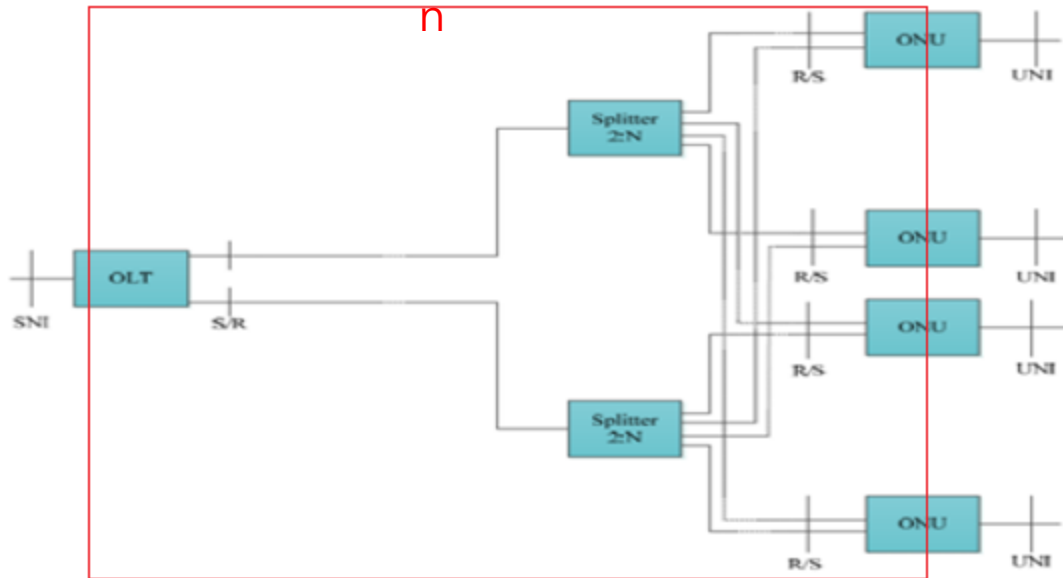 n
ONU
R/S
UNI
Splitter
2:N
ONU
OLT
R/S
UNI
SNI
S/R
ONU
R/S
UNI
Splitter
2:N
ONU
R/S
UNI